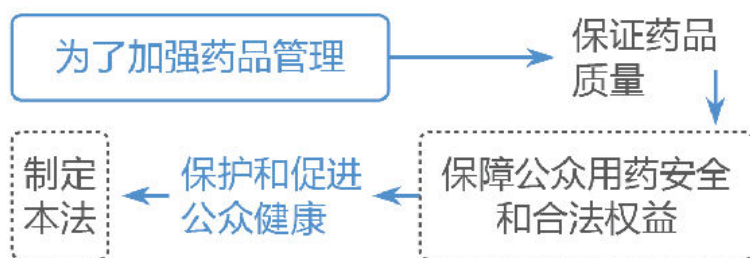 为了加强药品管理
保证药品
质量
保障公众用药安全
和合法权益
保护和促进
公众健康
制定
本法